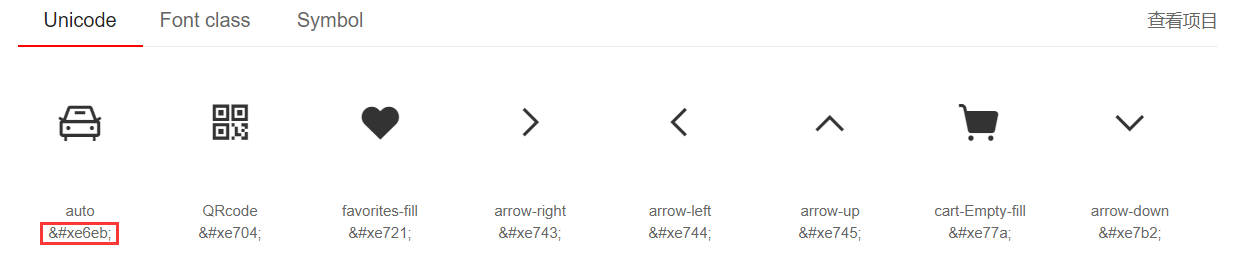 Unicode Font class Symbol 查看项目
auto QRcode favorites-fill arrow-right arrow-left arrow-up cart-Empty-fill arrow-down
&#xe6eb; &#xe704; &#xe721; &#xe743; &#xe744; &#xe745; &#xe77a; &#xe7b2;